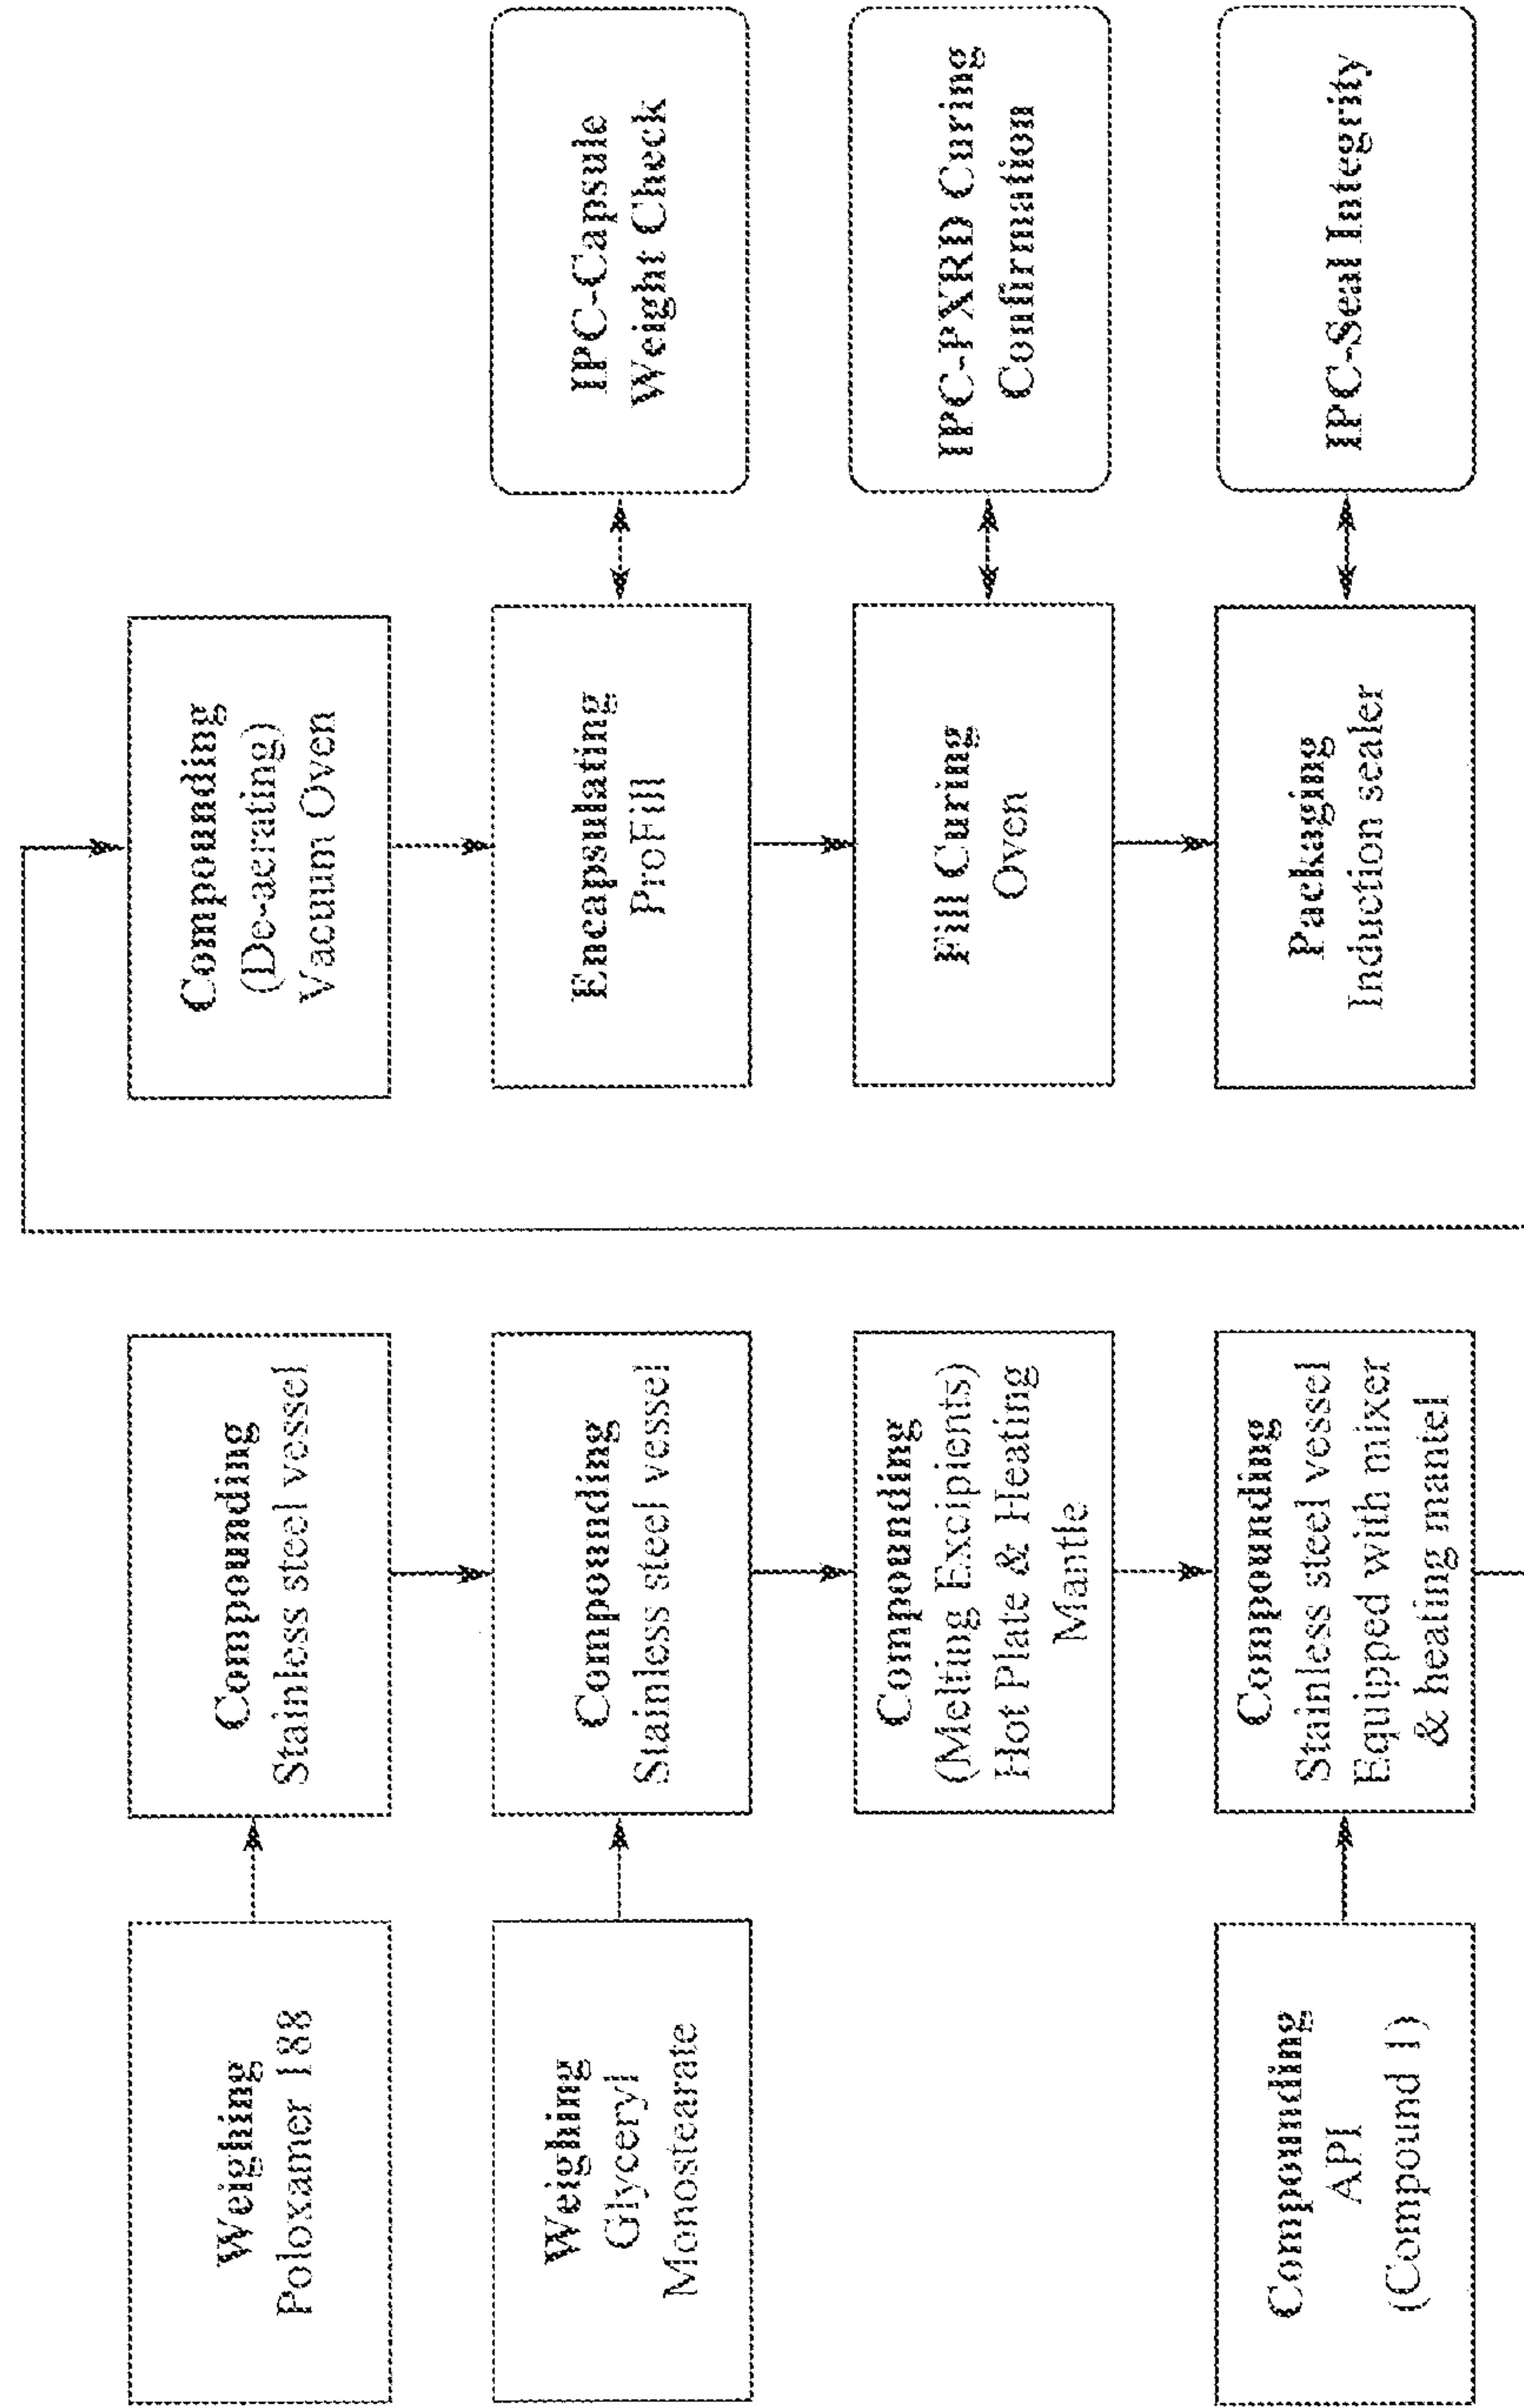 Weighing
Poloxamer 188
Compounding
Stainless steel vessel
Weighing
Glyceryl
Monostearate
Compounding
Stainless steel vessel
Compounding
(Melting Excipients)
Hot Plate & Heating
Mantle
Compounding
API
(Compound 1)
Compounding
Stainless steel vessel
Equipped with mixer
& heating mantel
Compounding
(De-aerating)
Vacuum Oven
Encapsulating
ProFill
IPC-Capsule
Weight Check
Fill Curing
Oven
IPC-PXRD Curing
Confirmation
Packaging
Induction sealer
IPC-Seal Integrity